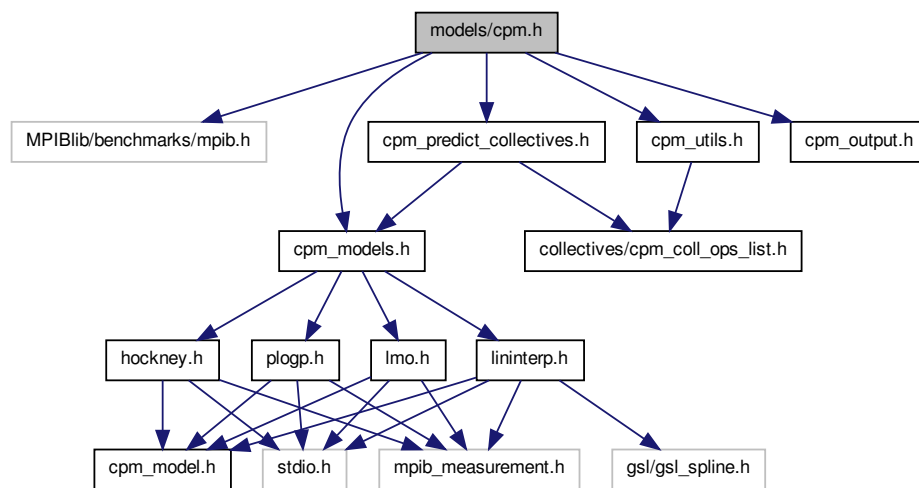 models/cpm.h
MPIBlib/benchmarks/mpib.h
cpm_predict_collectives.h
cpm_utils.h
cpm_output.h
cpm_models.h
collectives/cpm_coll_ops_list.h
hockney.h
plogp.h
lmo.h
lininterp.h
cpm_model.h
stdio.h
mpib_measurement.h
gsl/gsl_spline.h